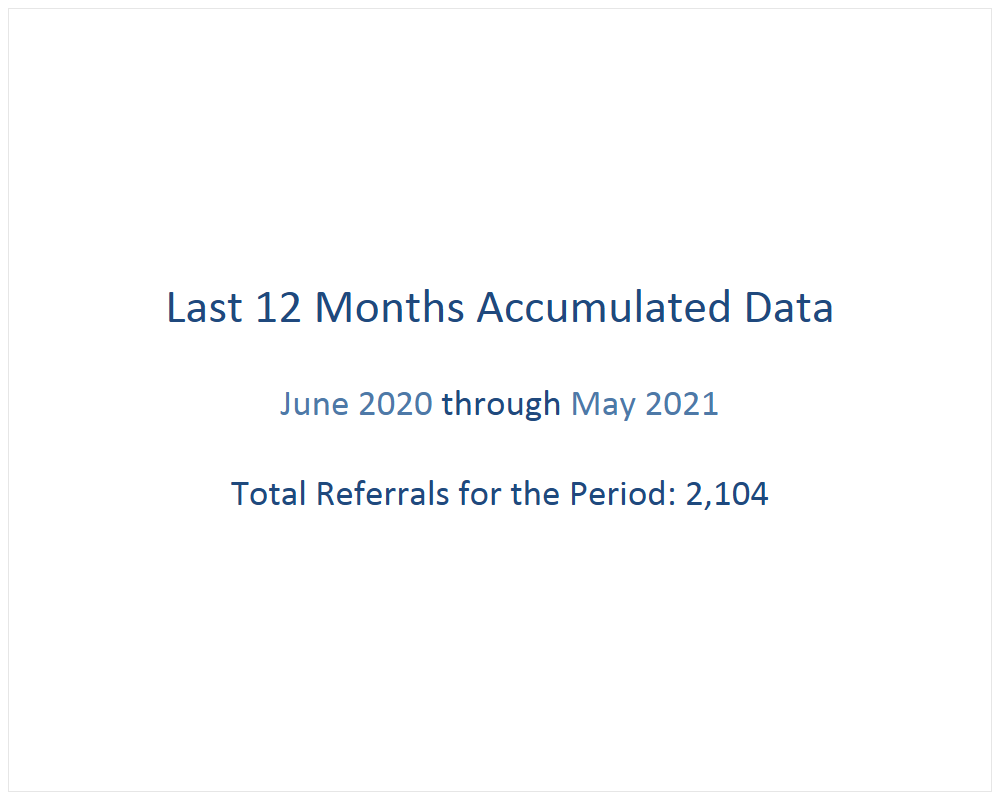 Last 12 Months Accumulated Data
June 2020 through May 2021
Total Referrals for the Period: 2,104